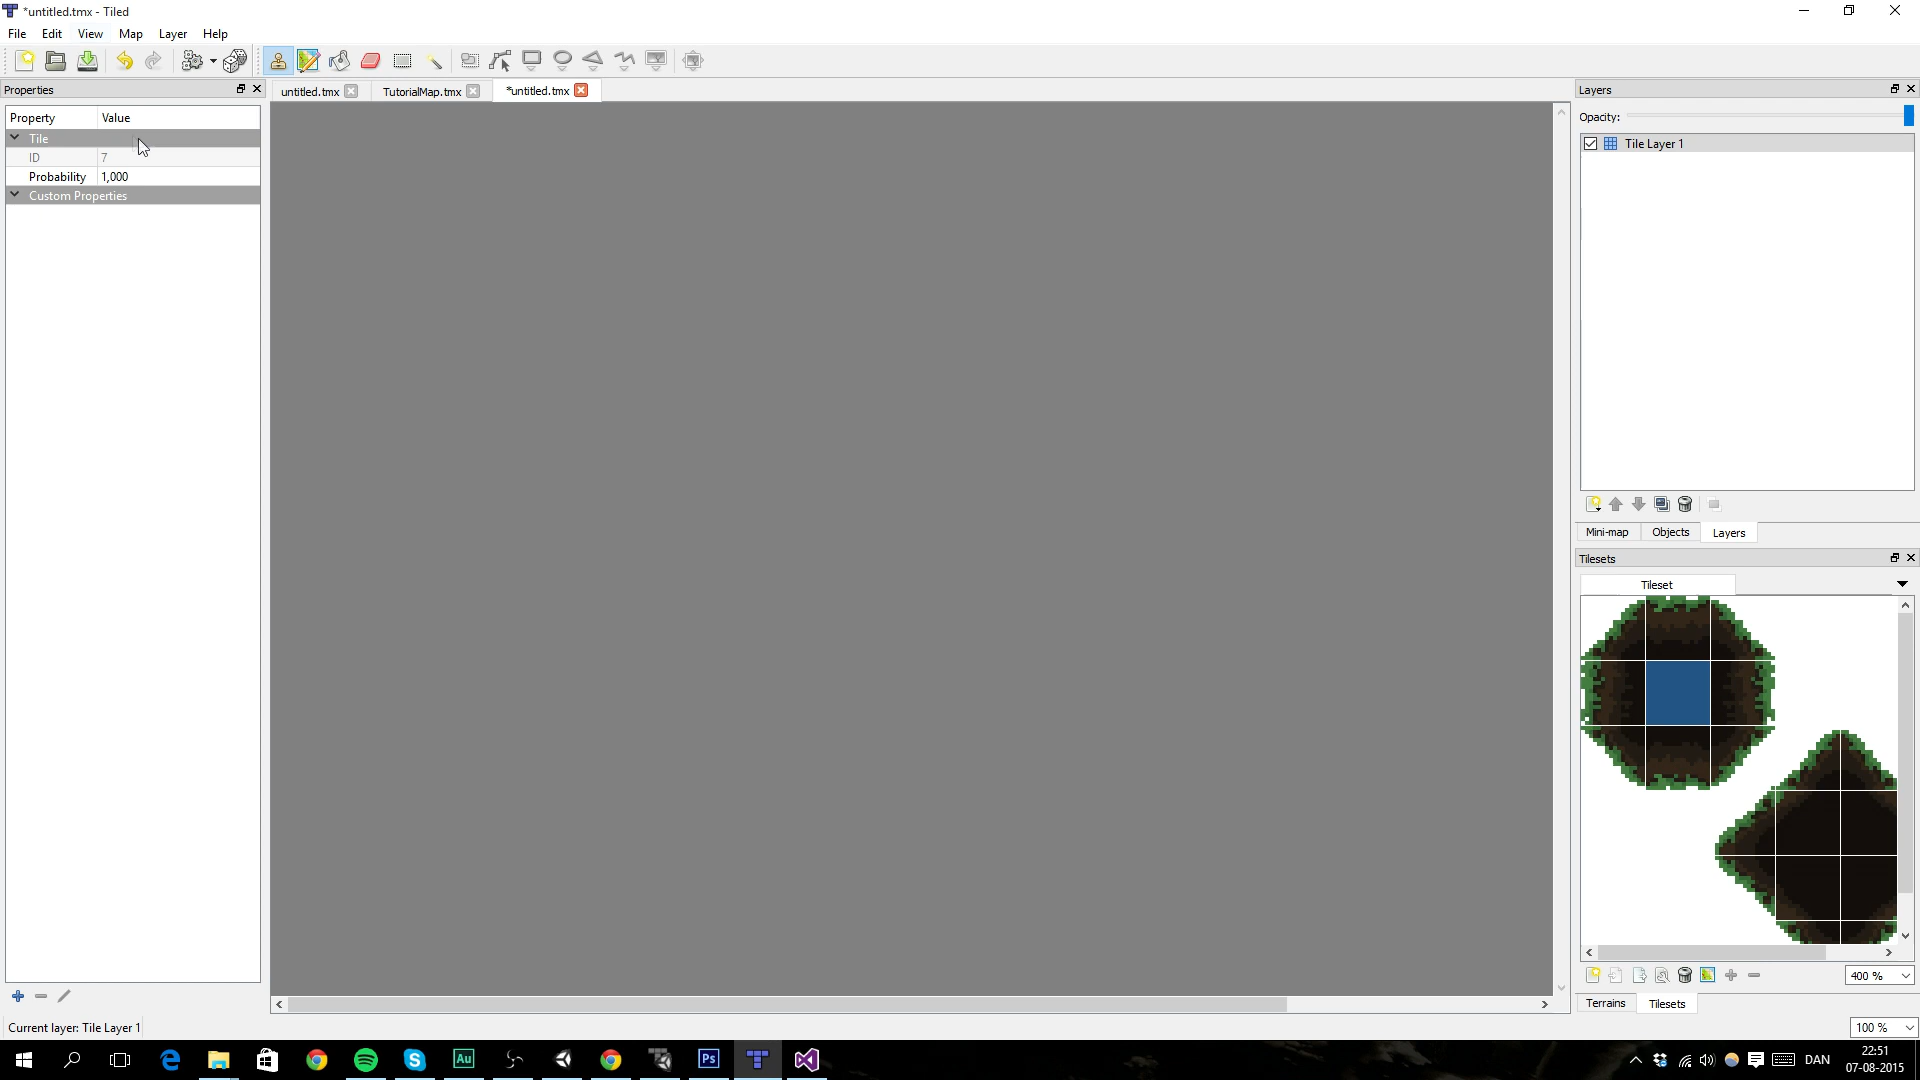 *untitled.tmx - Tiled
File Edit View Map Layer Help
Properties
untitled.tmx TutorialMap.tmx *untitled.tmx
Layers
Property Value
Opacity:
Tile
Tile Layer 1
ID 7
Probability 1,000
Custom Properties
Mini-map Objects Layers
Tilesets
Tileset
400 %
Terrains Tilesets
Current layer: Tile Layer 1
100 %
Au
Ps
DAN
22:51
07-08-2015